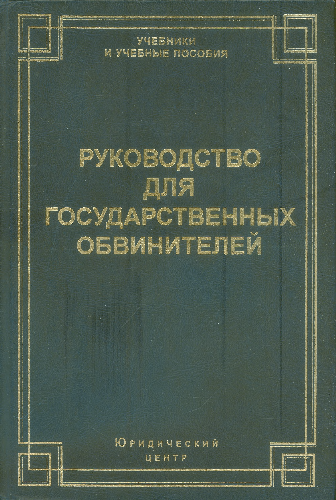 УЧЕБНИКИ
И УЧЕБНЫЕ ПОСОБИЯ
РУКОВОДСТВО
ДЛЯ
ГОСУДАРСТВЕННЫХ
ОБВИНИТЕЛЕЙ
ЮРИДИЧЕСКИЙ
ЦЕНТР